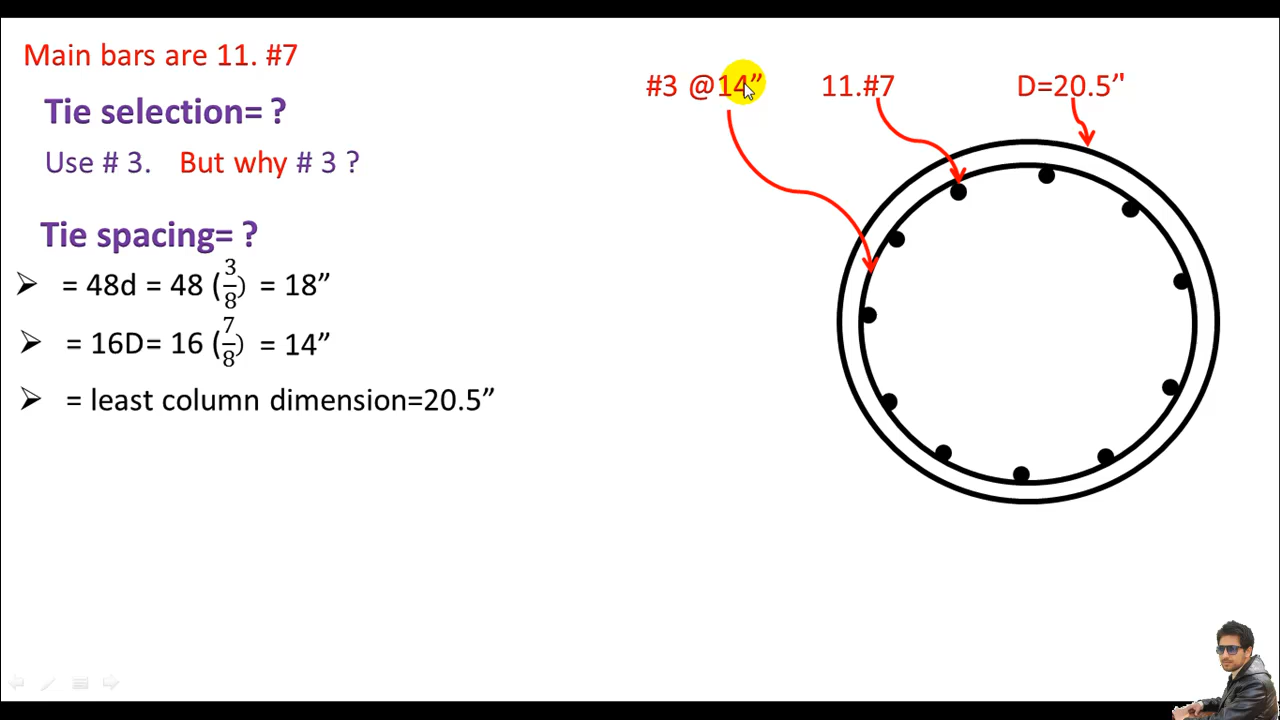 Main bars are 11. #7
#3 @14” 11.#7 D=20.5"
Tie selection= ?
Use # 3. But why # 3 ?
Tie spacing= ?
= 48d = 48 (3/8) = 18”
= 16D= 16 (7/8) = 14”
= least column dimension=20.5”